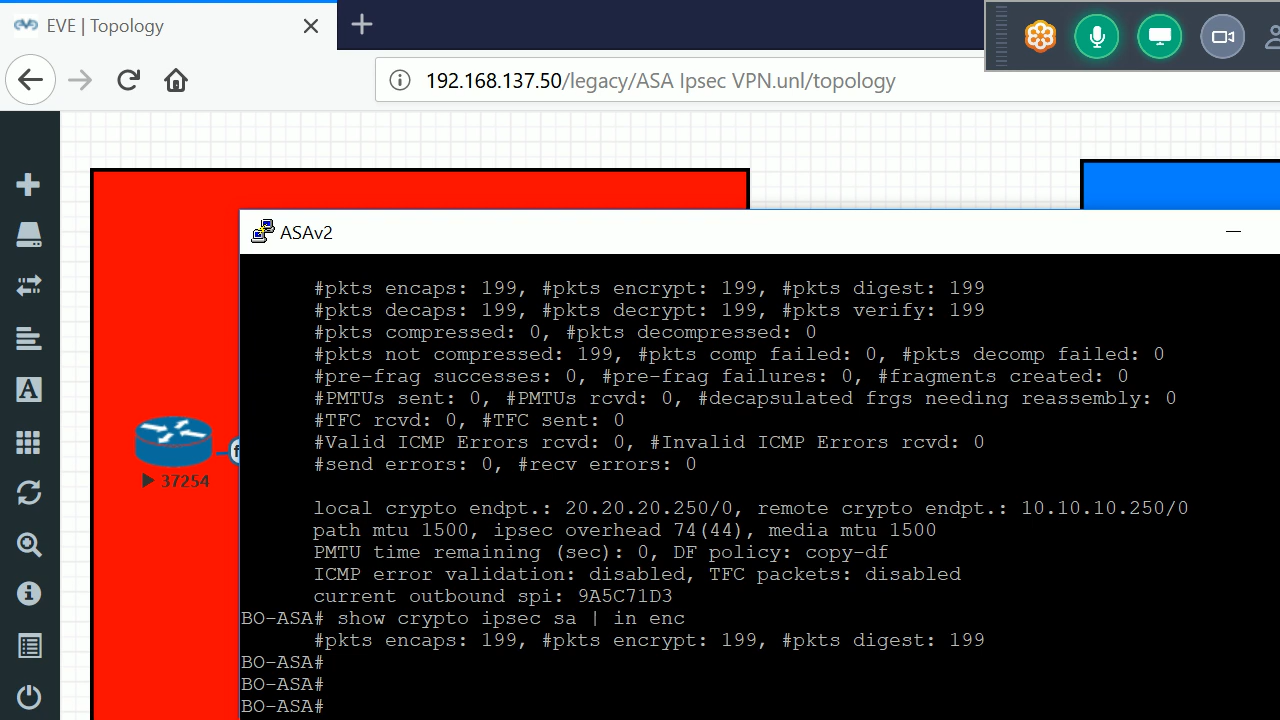 EVE | Topology
192.168.137.50/legacy/ASA Ipsec VPN.unl/topology
ASAv2
#pkts encaps: 199, #pkts encrypt: 199, #pkts digest: 199
#pkts decaps: 199, #pkts decrypt: 199, #pkts verify: 199
#pkts compressed: 0, #pkts decompressed: 0
#pkts not compressed: 199, #pkts comp failed: 0, #pkts decomp failed: 0
#pre-frag successes: 0, #pre-frag failures: 0, #fragments created: 0
#PMTUs sent: 0, #PMTUs rcvd: 0, #decapsulated frgs needing reassembly: 0
#TFC rcvd: 0, #TFC sent: 0
#Valid ICMP Errors rcvd: 0, #Invalid ICMP Errors rcvd: 0
#send errors: 0, #recv errors: 0
local crypto endpt.: 20.20.20.250/0, remote crypto endpt.: 10.10.10.250/0
path mtu 1500, ipsec overhead 74(44), media mtu 1500
PMTU time remaining (sec): 0, DF policy: copy-df
ICMP error validation: disabled, TFC packets: disabled
current outbound spi: 9A5C71D3
BO-ASA# show crypto ipsec sa | in enc
#pkts encaps: 199, #pkts encrypt: 199, #pkts digest: 199
BO-ASA#
BO-ASA#
BO-ASA#
37254
f
A